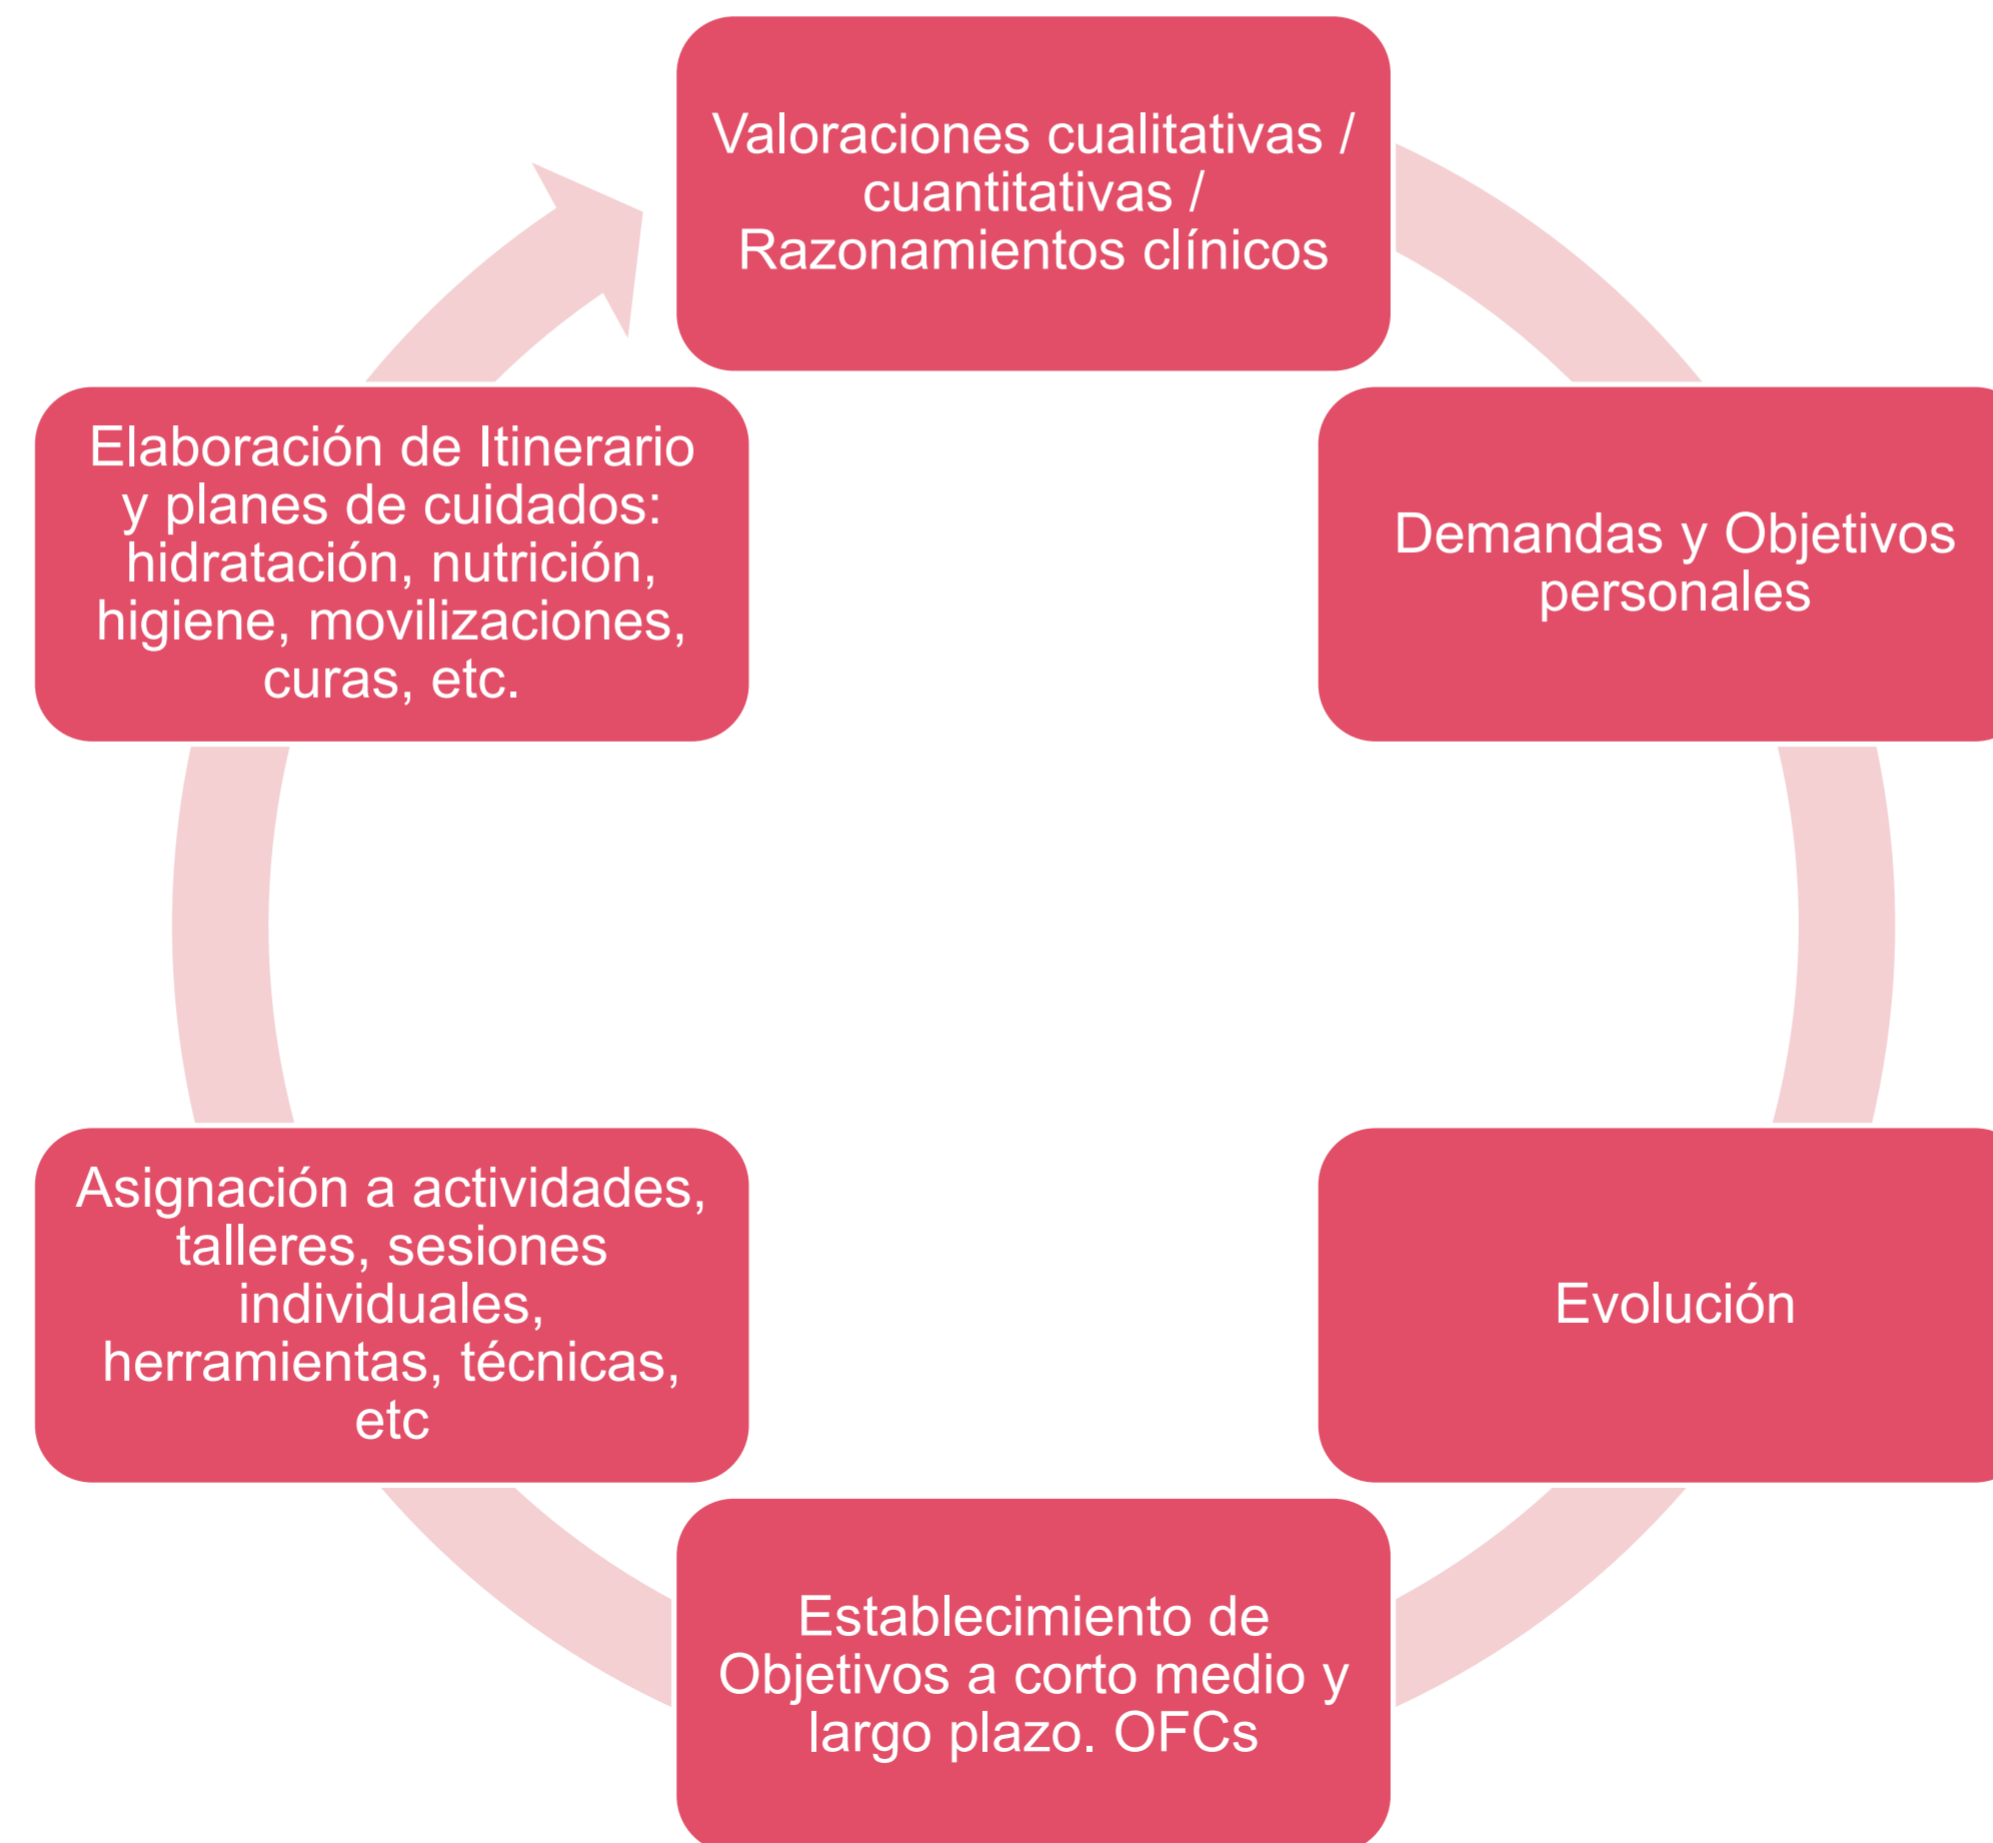 Valoraciones cualitativas /
cuantitativas /
Razonamientos clínicos
Demandas y Objetivos
personales
Evolución
Establecimiento de
Objetivos a corto medio y
largo plazo. OFCs
Asignación a actividades,
talleres, sesiones
individuales,
herramientas, técnicas,
etc
Elaboración de Itinerario
y planes de cuidados:
hidratación, nutrición,
higiene, movilizaciones,
curas, etc.